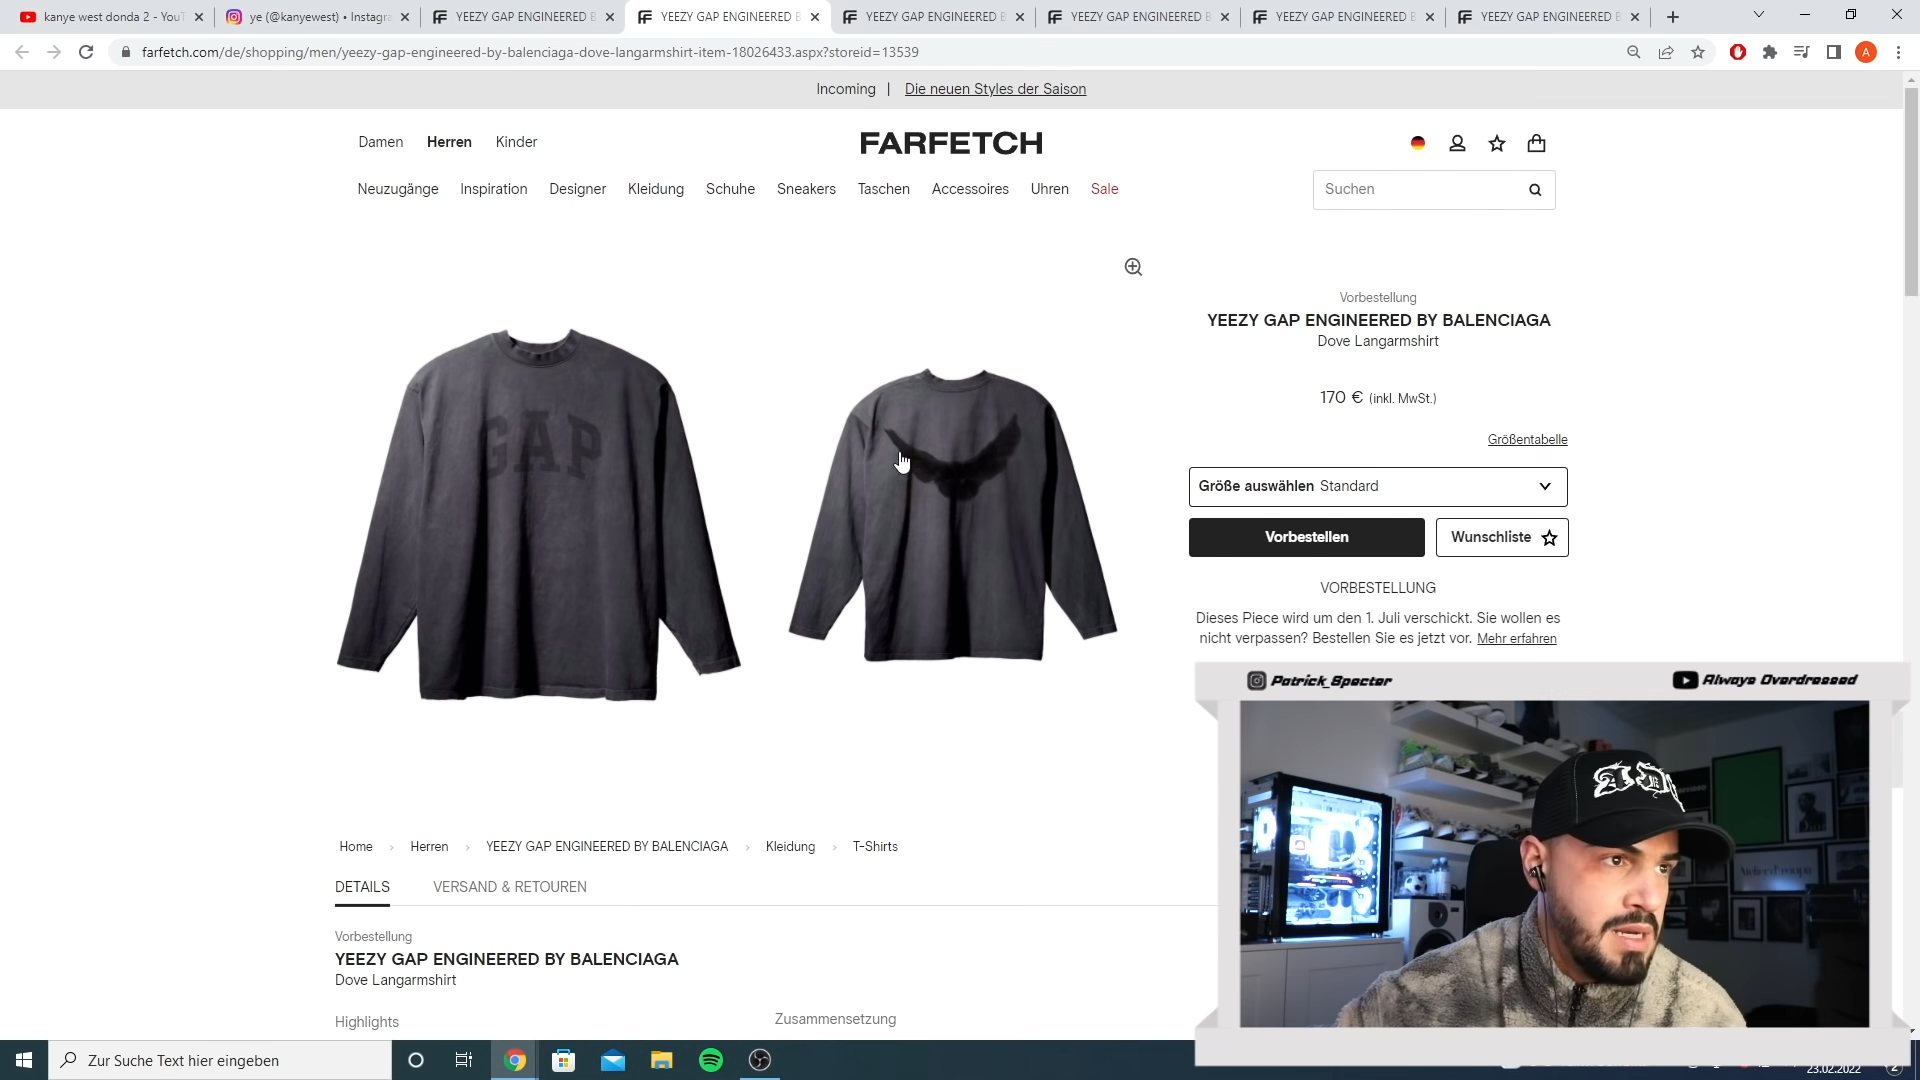 kanye west donda 2 - YouT
ye (@kanyewest) • Instagra
YEEZY GAP ENGINEERED B
YEEZY GAP ENGINEERED B
YEEZY GAP ENGINEERED B
YEEZY GAP ENGINEERED B
YEEZY GAP ENGINEERED B
YEEZY GAP ENGINEERED B
farfetch.com/de/shopping/men/yeezy-gap-engineered-by-balenciaga-dove-langarmshirt-item-18026433.aspx?storeid=13539
A
Incoming | Die neuen Styles der Saison
Damen Herren Kinder
FARFETCH
Neuzugänge Inspiration Designer Kleidung Schuhe Sneakers Taschen Accessoires Uhren Sale
Suchen
GAP
Vorbestellung
YEEZY GAP ENGINEERED BY BALENCIAGA
Dove Langarmshirt
170 € (inkl. MwSt.)
Größentabelle
Größe auswählen Standard
Vorbestellen
Wunschliste
VORBESTELLUNG
Dieses Piece wird um den 1. Juli verschickt. Sie wollen es
nicht verpassen? Bestellen Sie es jetzt vor. Mehr erfahren
Patrick_Specter
Always Overdressed
Home › Herren › YEEZY GAP ENGINEERED BY BALENCIAGA › Kleidung › T-Shirts
DETAILS VERSAND & RETOUREN
Vorbestellung
YEEZY GAP ENGINEERED BY BALENCIAGA
Dove Langarmshirt
Highlights
Zusammensetzung
Zur Suche Text hier eingeben
23.02.2022
2